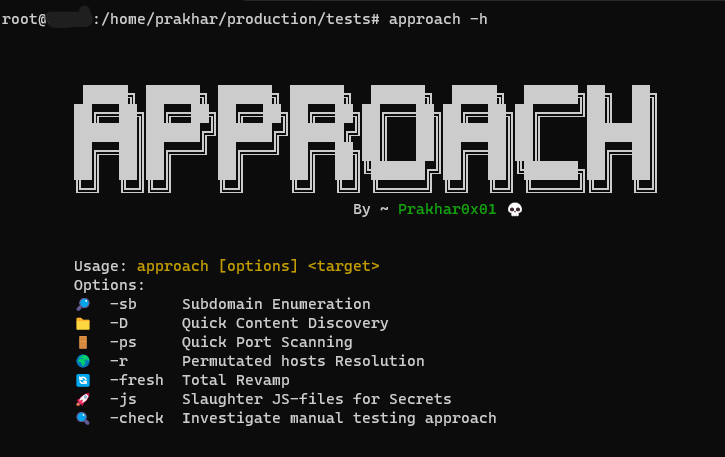 root@:/home/prakhar/production/tests# approach -h
APPROACH
By ~ Prakhar0x01 💀
Usage: approach [options] <target>
Options:
🔎 -sb Subdomain Enumeration
📁 -D Quick Content Discovery
🚪 -ps Quick Port Scanning
🌍 -r Permutated hosts Resolution
🔄 -fresh Total Revamp
🚀 -js Slaughter JS-files for Secrets
🔍 -check Investigate manual testing approach